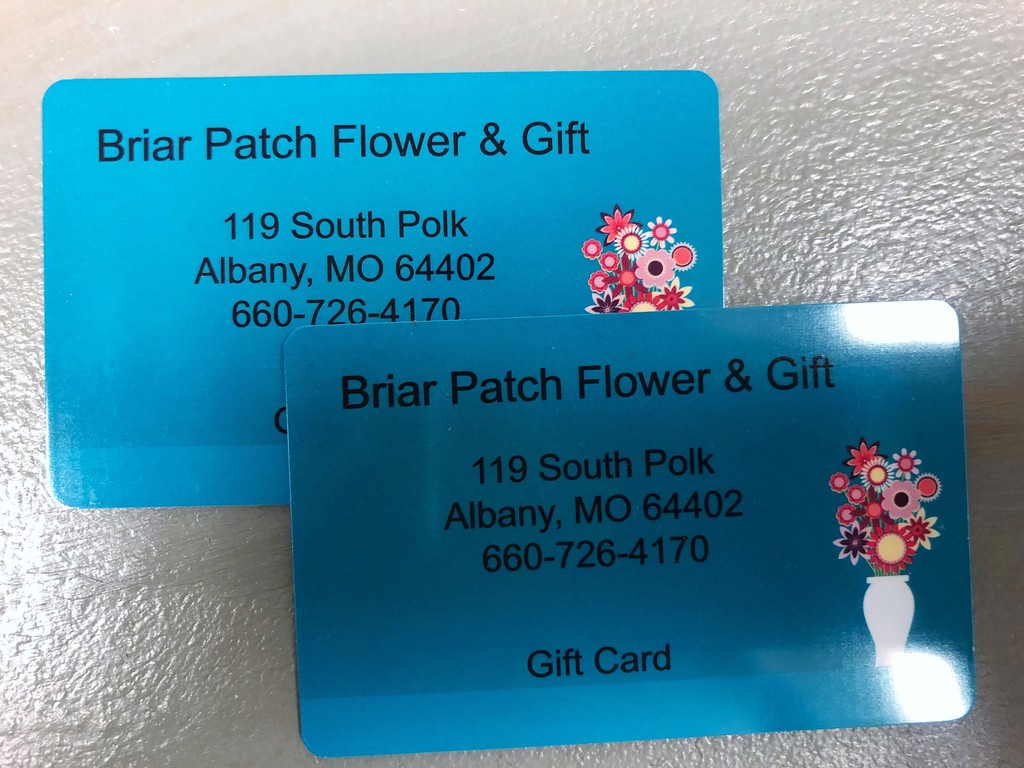 Briar Patch Flower & Gift
119 South Polk
Albany, MO 64402
660-726-4170
Briar Patch Flower & Gift
119 South Polk
Albany, MO 64402
660-726-4170
Gift Card